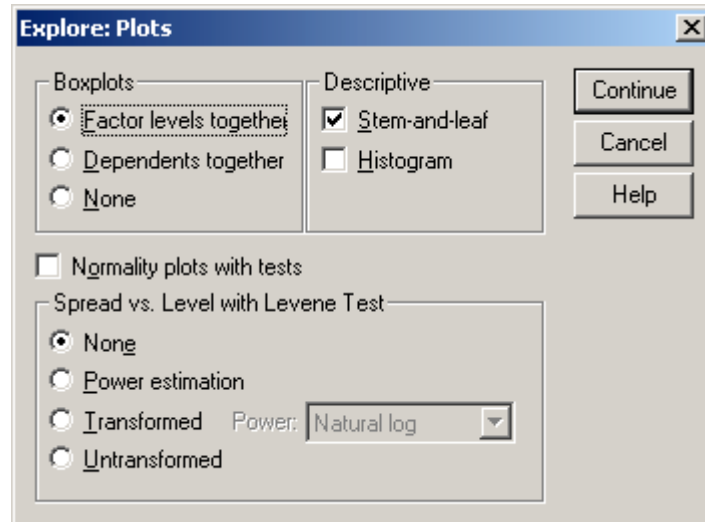 Explore: Plots
Boxplots
Factor levels together
Dependents together
None
Descriptive
Stem-and-leaf
Histogram
Continue
Cancel
Help
Normality plots with tests
Spread vs. Level with Levene Test
None
Power estimation
Transformed Power: Natural log
Untransformed